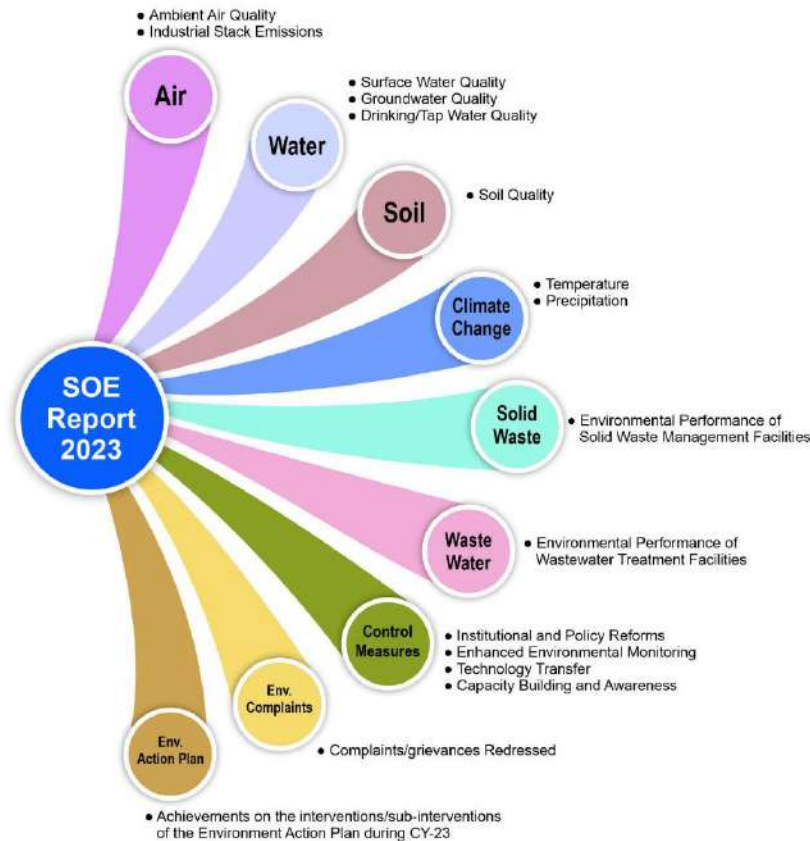 ● Ambient Air Quality
● Industrial Stack Emissions
Air
● Surface Water Quality
● Groundwater Quality
● Drinking/Tap Water Quality
Water
● Soil Quality
Soil
● Temperature
● Precipitation
Climate
Change
SOE
Report
2023
Solid
Waste
● Environmental Performance of
Solid Waste Management Facilities
Waste
Water
● Environmental Performance of
Wastewater Treatment Facilities
Control
Measures
● Institutional and Policy Reforms
● Enhanced Environmental Monitoring
● Technology Transfer
● Capacity Building and Awareness
Env.
Complaints
● Complaints/grievances Redressed
Env.
Action Plan
● Achievements on the interventions/sub-interventions
of the Environment Action Plan during CY-23